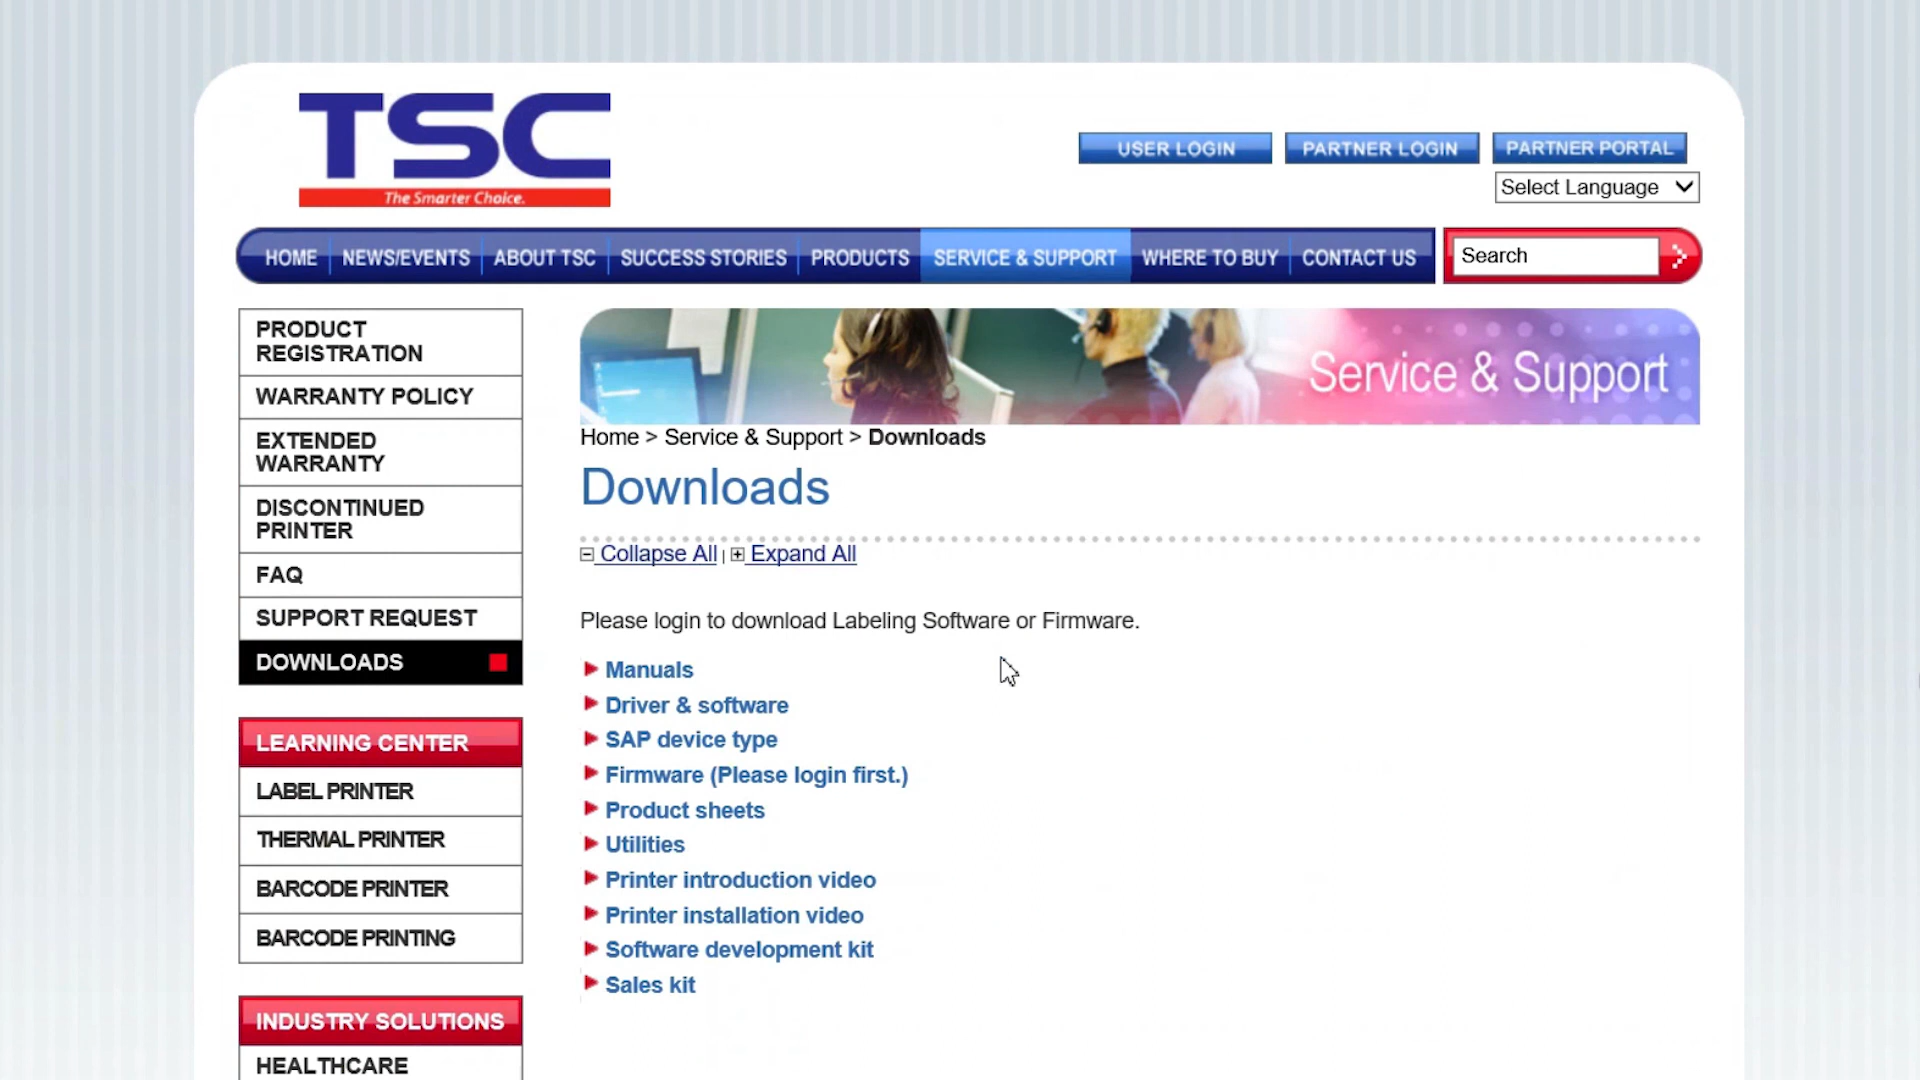 TSC
The Smarter Choice.
USER LOGIN
PARTNER LOGIN
PARTNER PORTAL
Select Language
HOME
NEWS/EVENTS
ABOUT TSC
SUCCESS STORIES
PRODUCTS
SERVICE & SUPPORT
WHERE TO BUY
CONTACT US
Search
PRODUCT
REGISTRATION
WARRANTY POLICY
EXTENDED
WARRANTY
DISCONTINUED
PRINTER
FAQ
SUPPORT REQUEST
DOWNLOADS
LEARNING CENTER
LABEL PRINTER
THERMAL PRINTER
BARCODE PRINTER
BARCODE PRINTING
INDUSTRY SOLUTIONS
HEALTHCARE
Service & Support
Home > Service & Support > Downloads
Downloads
Collapse All | Expand All
Please login to download Labeling Software or Firmware.
Manuals
Driver & software
SAP device type
Firmware (Please login first.)
Product sheets
Utilities
Printer introduction video
Printer installation video
Software development kit
Sales kit